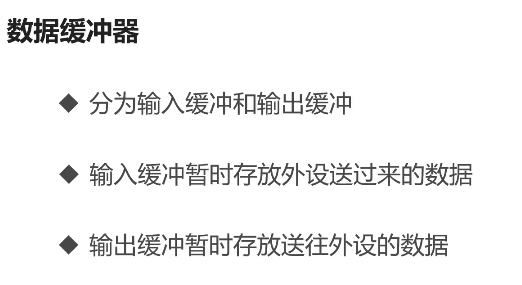 数据缓冲器
◆ 分为输入缓冲和输出缓冲
◆ 输入缓冲暂时存放外设送过来的数据
◆ 输出缓冲暂时存放送往外设的数据